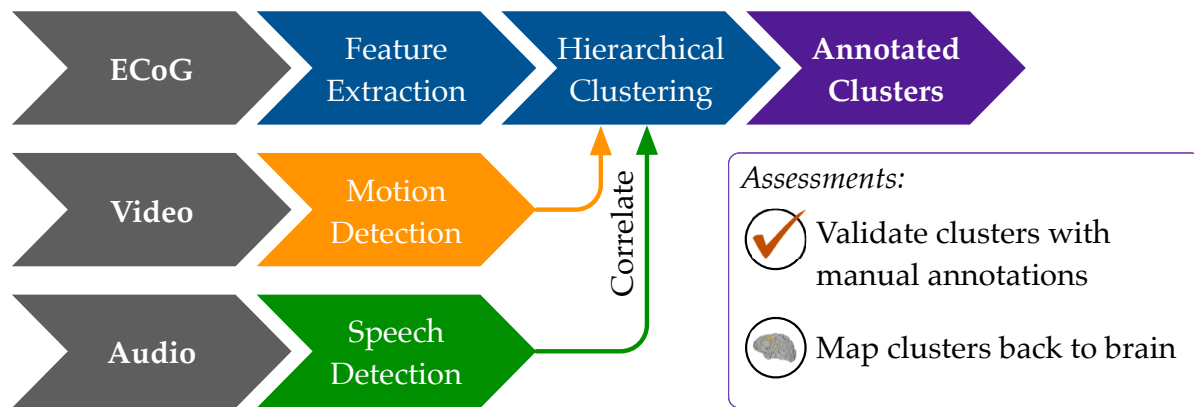 ECoG
Feature
Extraction
Hierarchical
Clustering
Annotated
Clusters
Video
Motion
Detection
Correlate
Audio
Speech
Detection
Assessments:
Validate clusters with
manual annotations
Map clusters back to brain